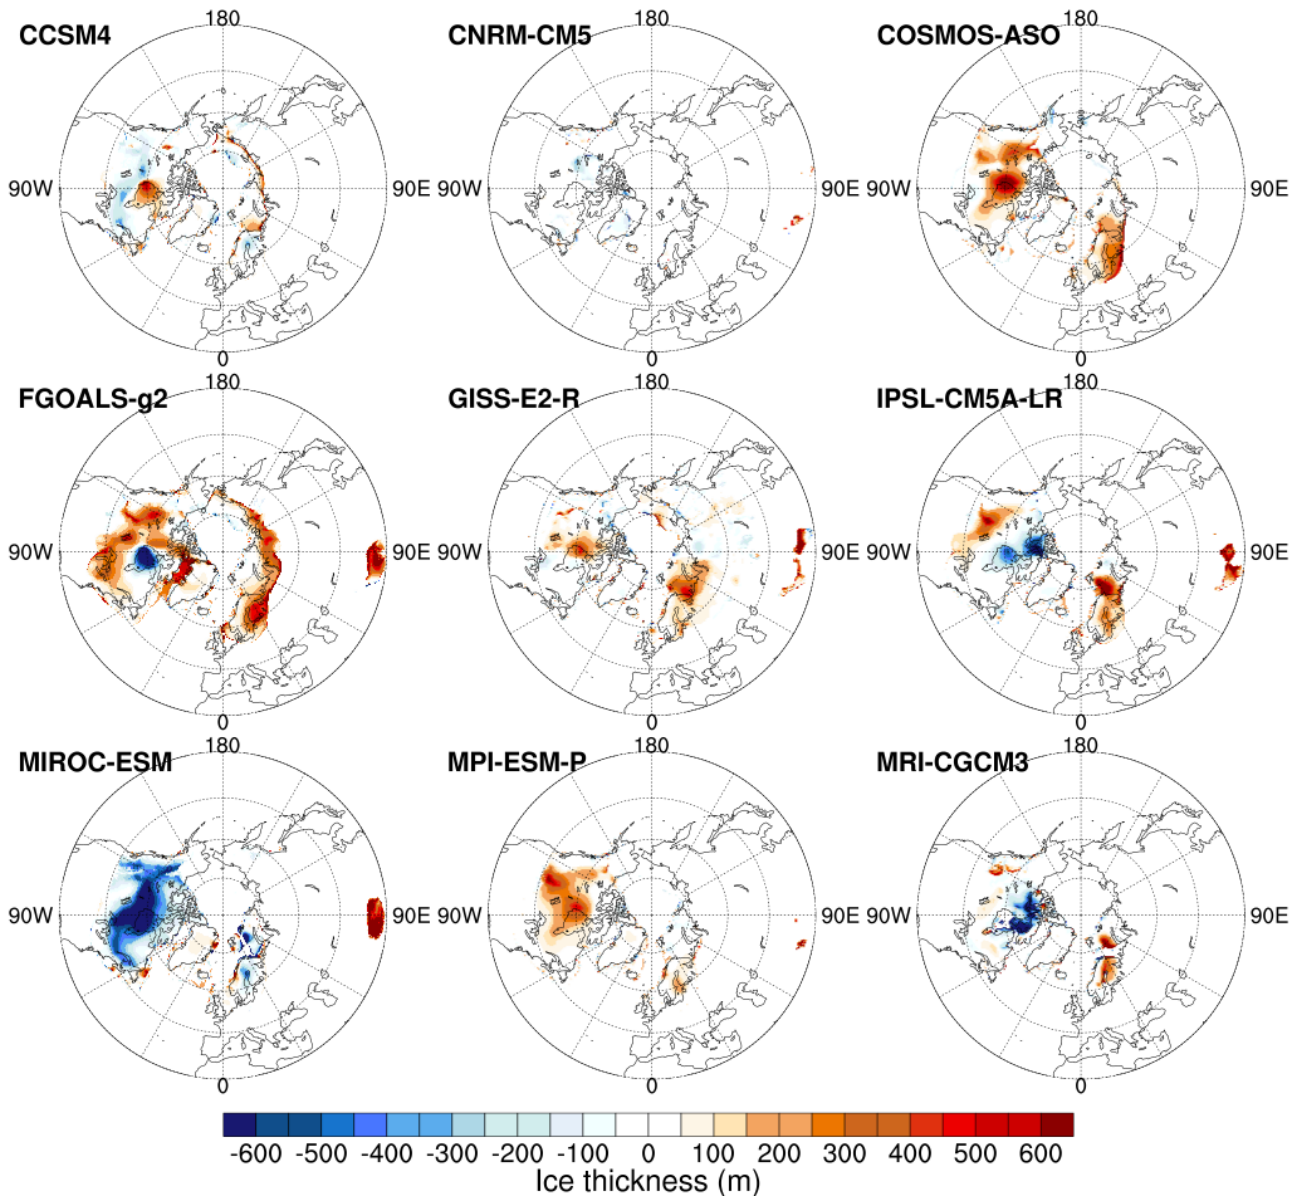 180 180 180
CCSM4 CNRM-CM5 COSMOS-ASO
90W 90E 90W 90E 90W 90E
0 0 0
180 180 180
FGOALS-g2 GISS-E2-R IPSL-CM5A-LR
90W 90E 90W 90E 90W 90E
0 0 0
180 180 180
MIROC-ESM MPI-ESM-P MRI-CGCM3
90W 90E 90W 90E 90W 90E
0 0 0
-600 -500 -400 -300 -200 -100 0 100 200 300 400 500 600
Ice thickness (m)